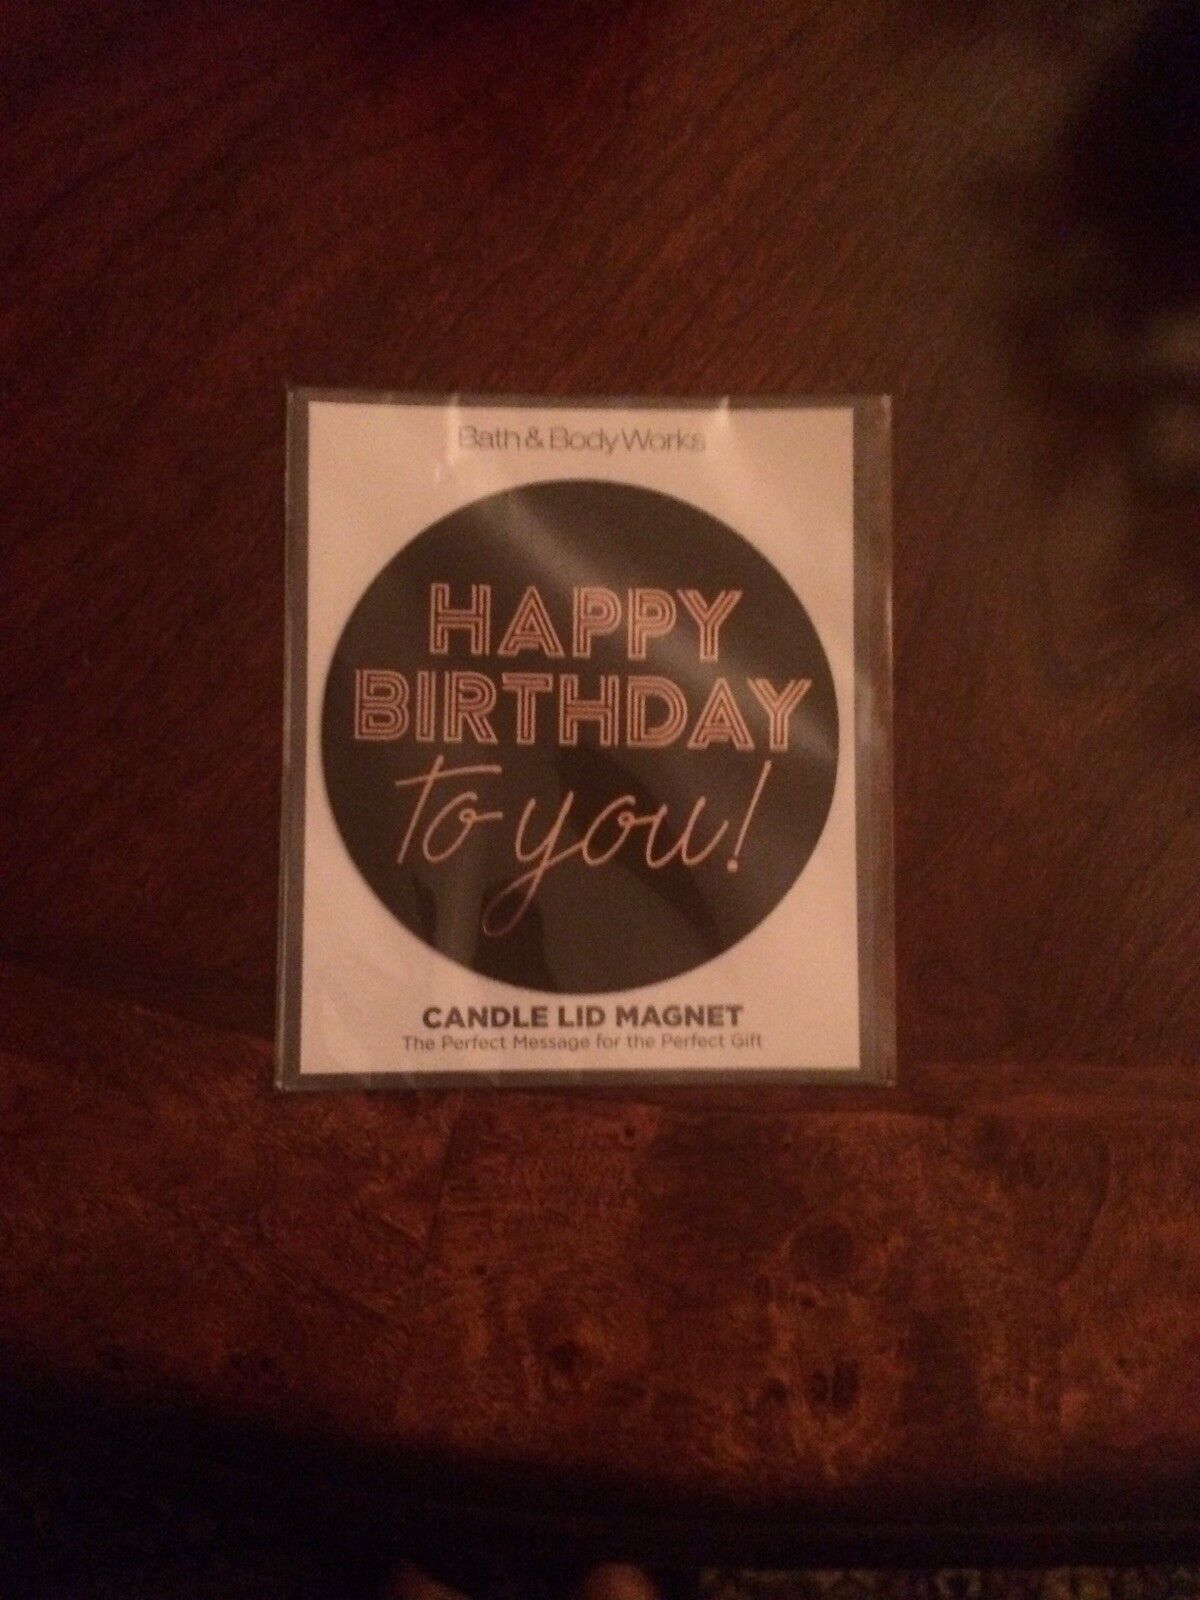 Bath & Body Works
HAPPY
BIRTHDAY
to you!
CANDLE LID MAGNET
The Perfect Message for the Perfect Gift